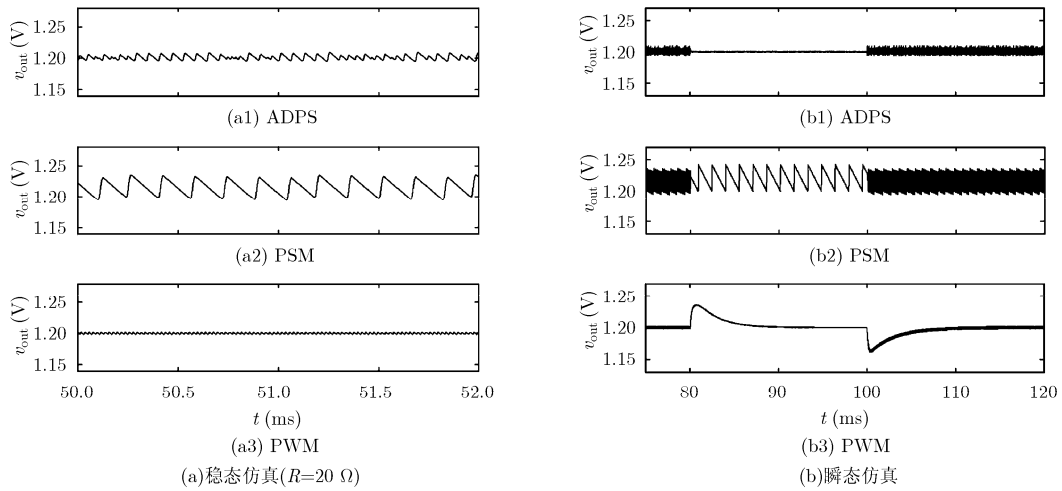 v_out (V)
1.25
1.20
1.15
(a1) ADPS
v_out (V)
1.25
1.20
1.15
(a2) PSM
v_out (V)
1.25
1.20
1.15
50.0 50.5 51.0 51.5 52.0
t (ms)
(a3) PWM
(a)稳态仿真(R=20 Ω)
v_out (V)
1.25
1.20
1.15
(b1) ADPS
v_out (V)
1.25
1.20
1.15
(b2) PSM
v_out (V)
1.25
1.20
1.15
80 90 100 110 120
t (ms)
(b3) PWM
(b)瞬态仿真